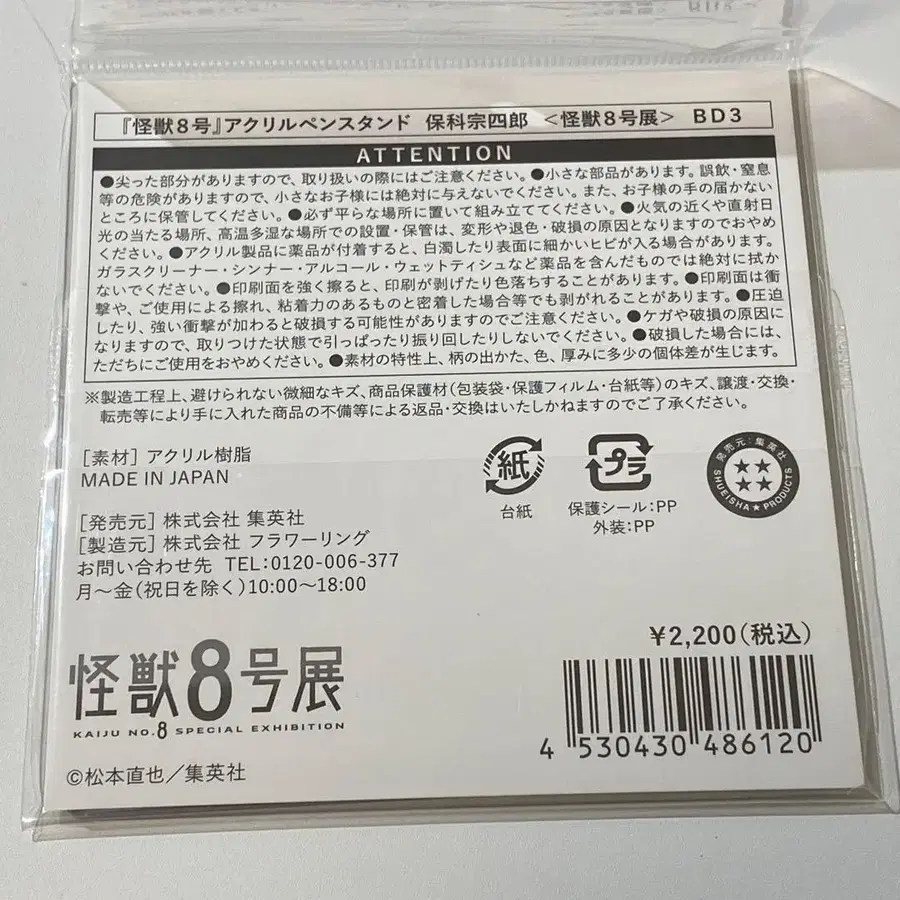 『怪獣8号』アクリルペンスタンド 保科宗四郎 <怪獣8号展> BD3
ATTENTION
●尖った部分がありますので、取り扱いの際にはご注意ください。●小さな部品があります。誤飲・窒息
等の危険がありますので、小さなお子様には絶対に与えないでください。また、お子様の手の届かない
ところに保管してください。●必ず平らな場所に置いて組み立ててください。●火気の近くや直射日
光の当たる場所、高温多湿な場所での設置・保管は、変形や退色・破損の原因となりますのでおやめ
ください。●アクリル製品に薬品が付着すると、白濁したり表面に細かいヒビが入る場合があります。
ガラスクリーナー・シンナー・アルコール・ウェットティシュなど薬品を含んだものでは絶対に拭か
ないでください。●印刷面を強く擦ると、印刷が剥げたり色落ちすることがあります。●印刷面は衝
撃や、ご使用による擦れ、粘着力のあるものと密着した場合等でも剥がれることがあります。●圧迫
したり、強い衝撃が加わると破損する可能性がありますのでご注意ください。●ケガや破損の原因に
なりますので、取りつけた状態で引っぱったり振り回したりしないでください。●破損した場合には、
ただちにご使用をおやめください。●素材の特性上、柄の出かた、色、厚みに多少の個体差が生じます。
※製造工程上、避けられない微細なキズ、商品保護材(包装袋・保護フィルム・台紙等)のキズ、譲渡・交換・
転売等により手に入れた商品の不備等による返品・交換はいたしかねますのでご了承ください。
[素材] アクリル樹脂
MADE IN JAPAN
[発売元] 株式会社 集英社
[製造元] 株式会社 フラワーリング
お問い合わせ先 TEL:0120-006-377
月〜金(祝日を除く)10:00〜18:00
紙
台紙
プラ
保護シール:PP
外装:PP
発売元:集英社
SHUEISHA★PRODUCTS
¥2,200(税込)
4 530430 486120
怪獣8号展
KAIJU NO.8 SPECIAL EXHIBITION
©松本直也／集英社